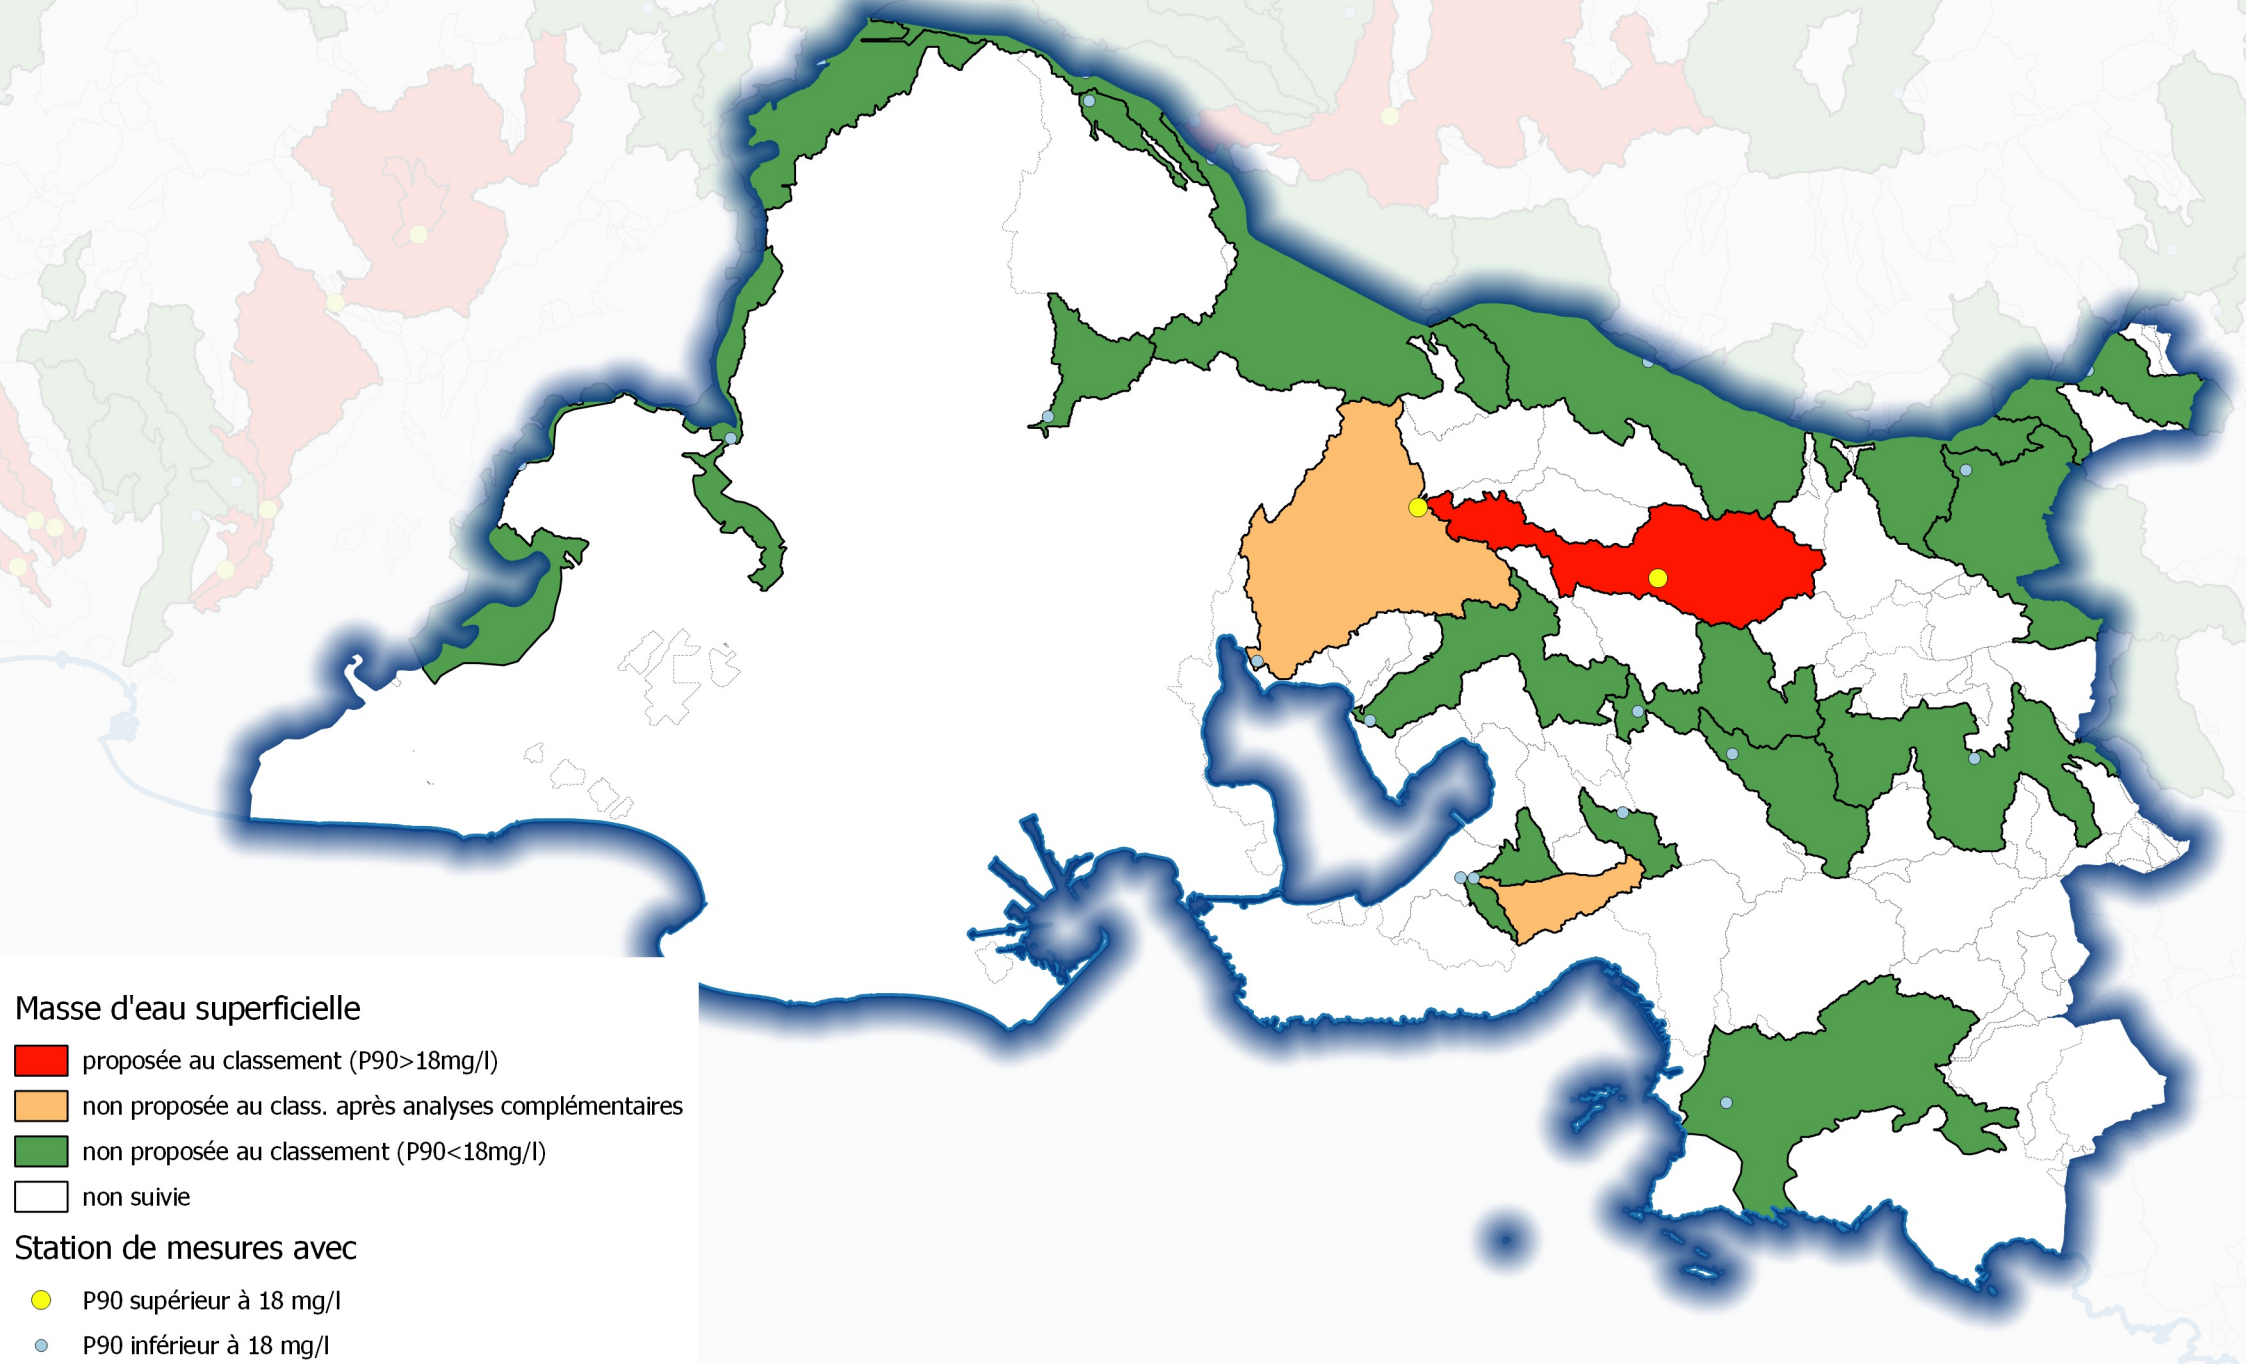 Masse d'eau superficielle
proposée au classement (P90>18mg/l)
non proposée au class. après analyses complémentaires
non proposée au classement (P90<18mg/l)
non suivie
Station de mesures avec
P90 supérieur à 18 mg/l
P90 inférieur à 18 mg/l